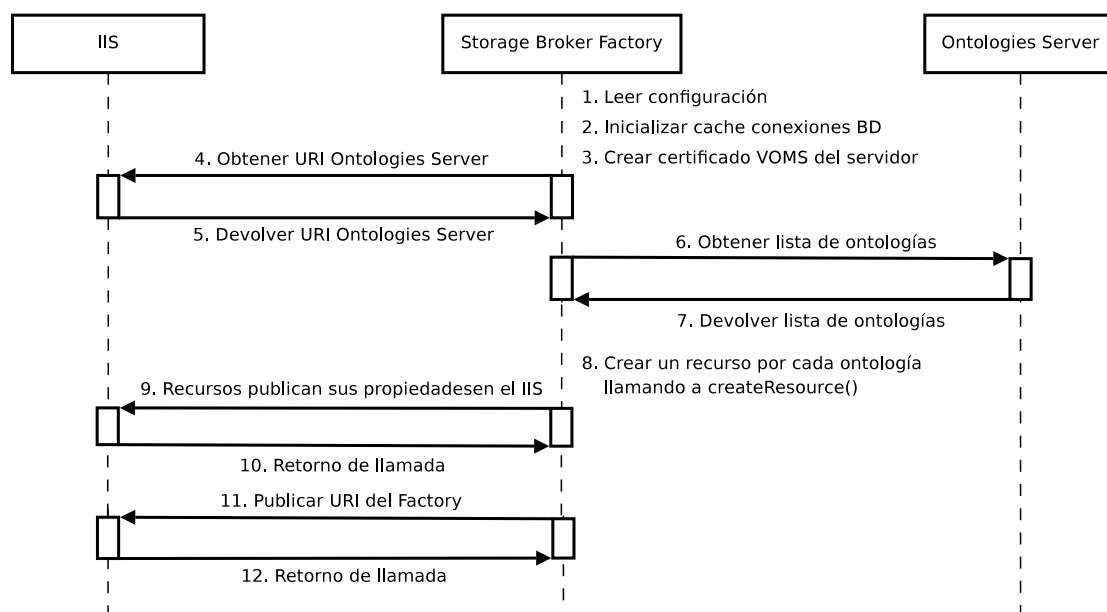 IIS
Storage Broker Factory
Ontologies Server
1. Leer configuración
2. Inicializar cache conexiones BD
3. Crear certificado VOMS del servidor
4. Obtener URI Ontologies Server
5. Devolver URI Ontologies Server
6. Obtener lista de ontologías
7. Devolver lista de ontologías
8. Crear un recurso por cada ontología
llamando a createResource()
9. Recursos publican sus propiedadesen el IIS
10. Retorno de llamada
11. Publicar URI del Factory
12. Retorno de llamada